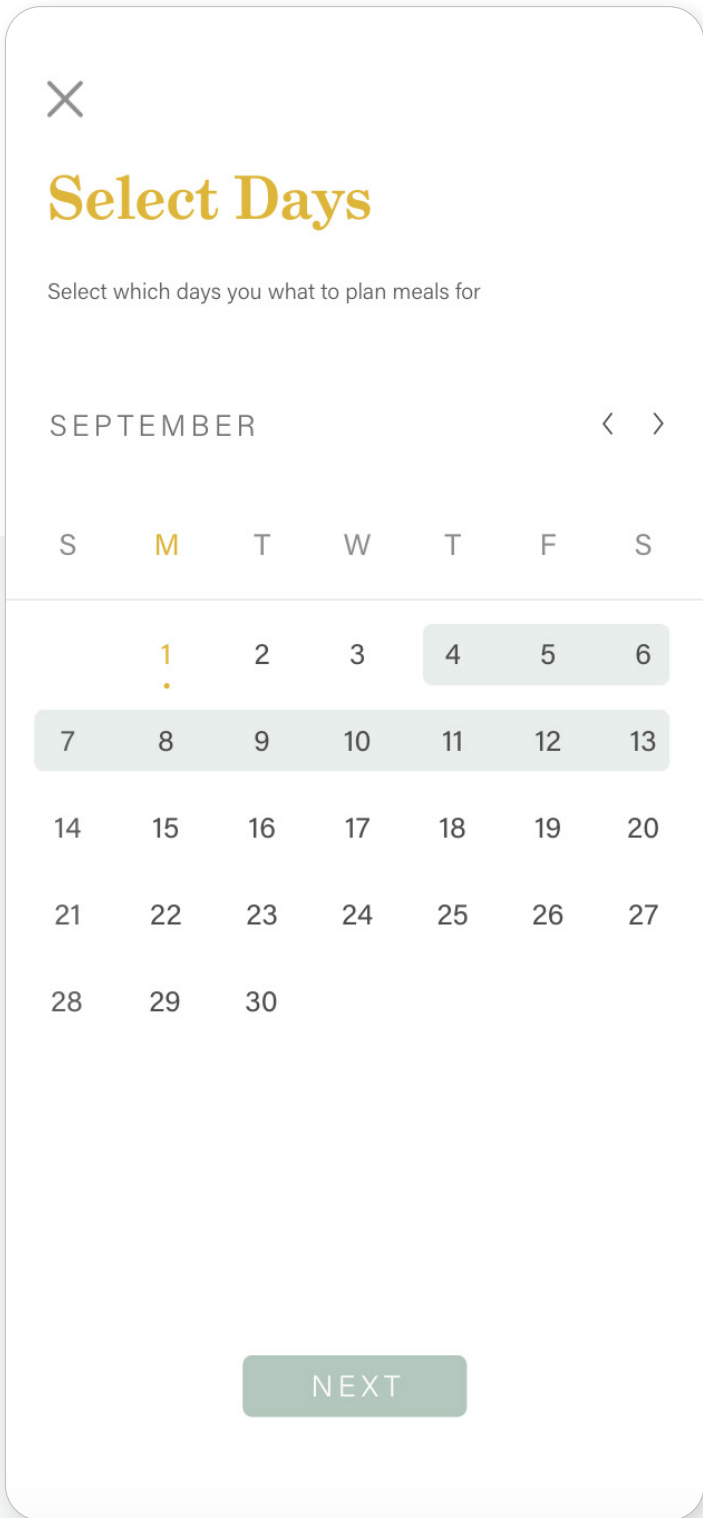 Select Days
Select which days you what to plan meals for
SEPTEMBER
S M T W T F S
1 2 3 4 5 6
7 8 9 10 11 12 13
14 15 16 17 18 19 20
21 22 23 24 25 26 27
28 29 30
NEXT